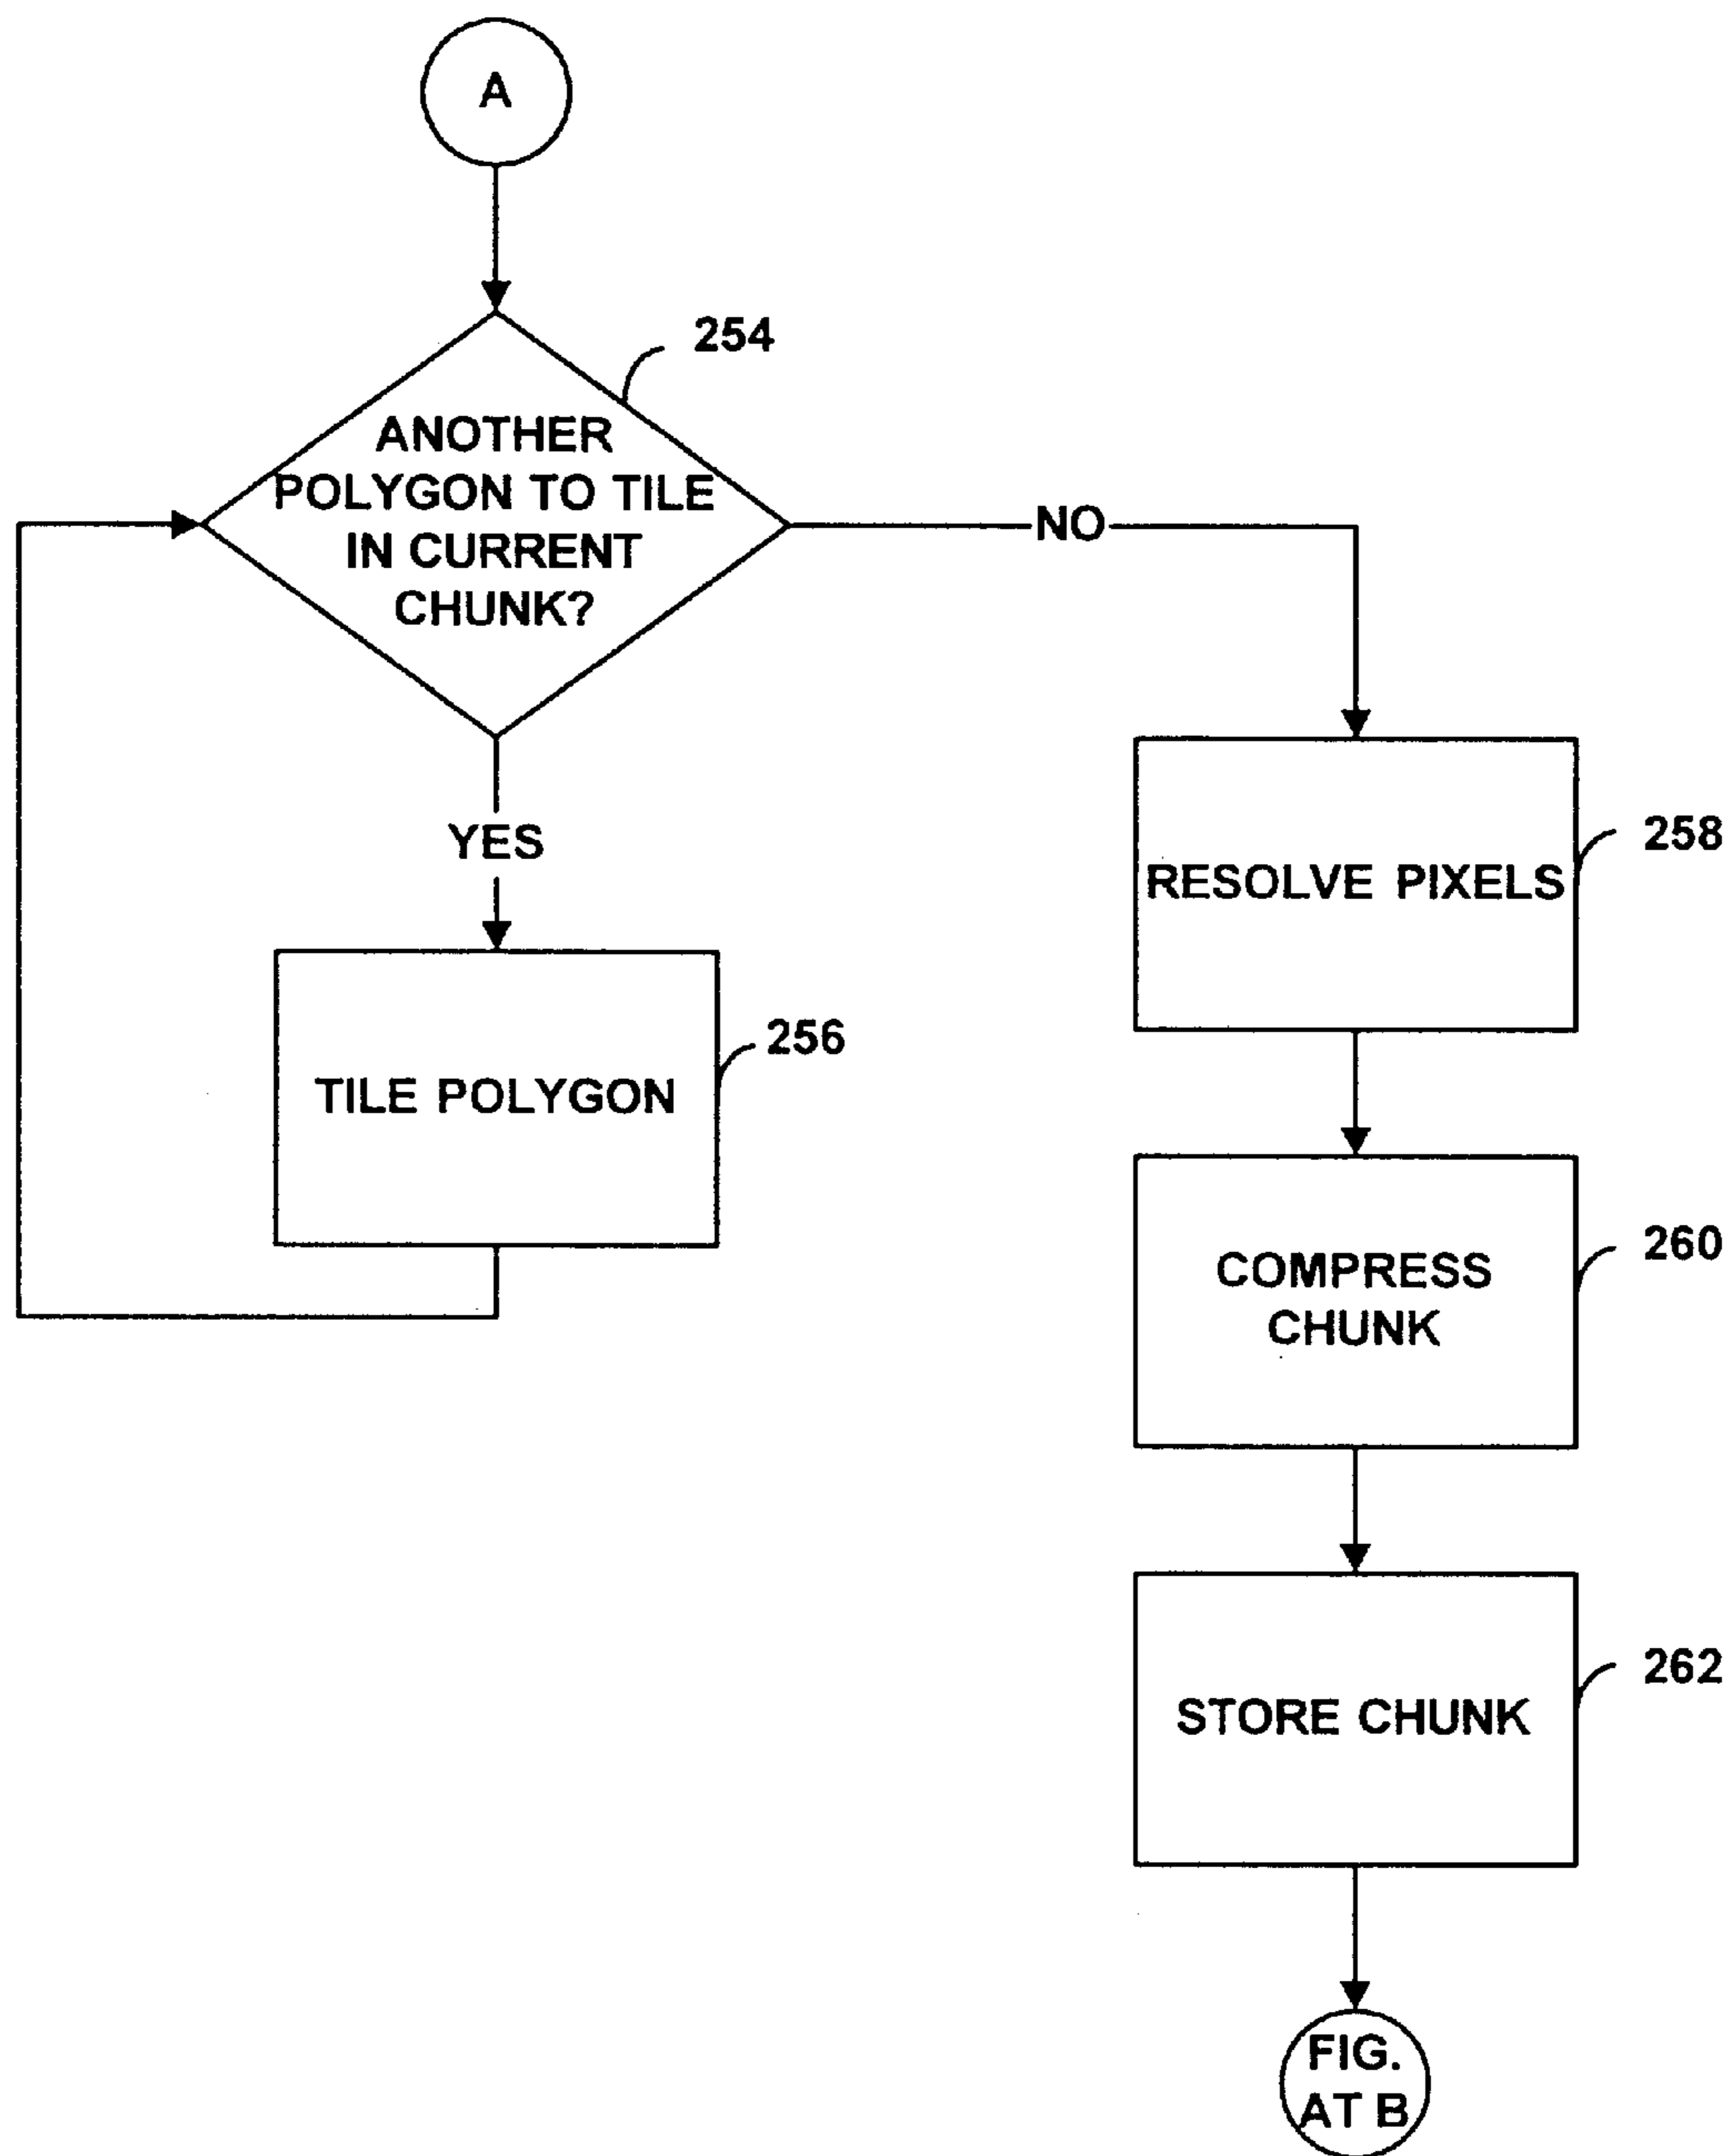 A
254
ANOTHER
POLYGON TO TILE
IN CURRENT
CHUNK?
NO
YES
258
RESOLVE PIXELS
256
TILE POLYGON
260
COMPRESS
CHUNK
262
STORE CHUNK
FIG.
AT B